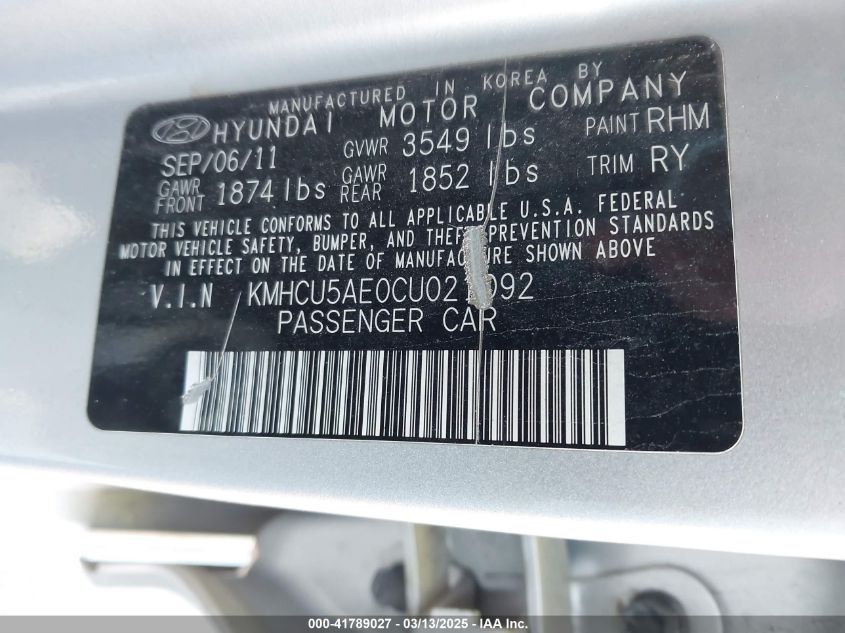 MANUFACTURED IN KOREA BY
HYUNDAI MOTOR COMPANY
SEP/06/11 GVWR 3549 lbs PAINT RHM
GAWR FRONT 1874 lbs GAWR REAR 1852 lbs TRIM RY
THIS VEHICLE CONFORMS TO ALL APPLICABLE U.S.A. FEDERAL
MOTOR VEHICLE SAFETY, BUMPER, AND THEFT PREVENTION STANDARDS
IN EFFECT ON THE DATE OF MANUFACTURE SHOWN ABOVE
V.I.N
PASSENGER CAR
000-41789027 - 03/13/2025 - IAAI.com